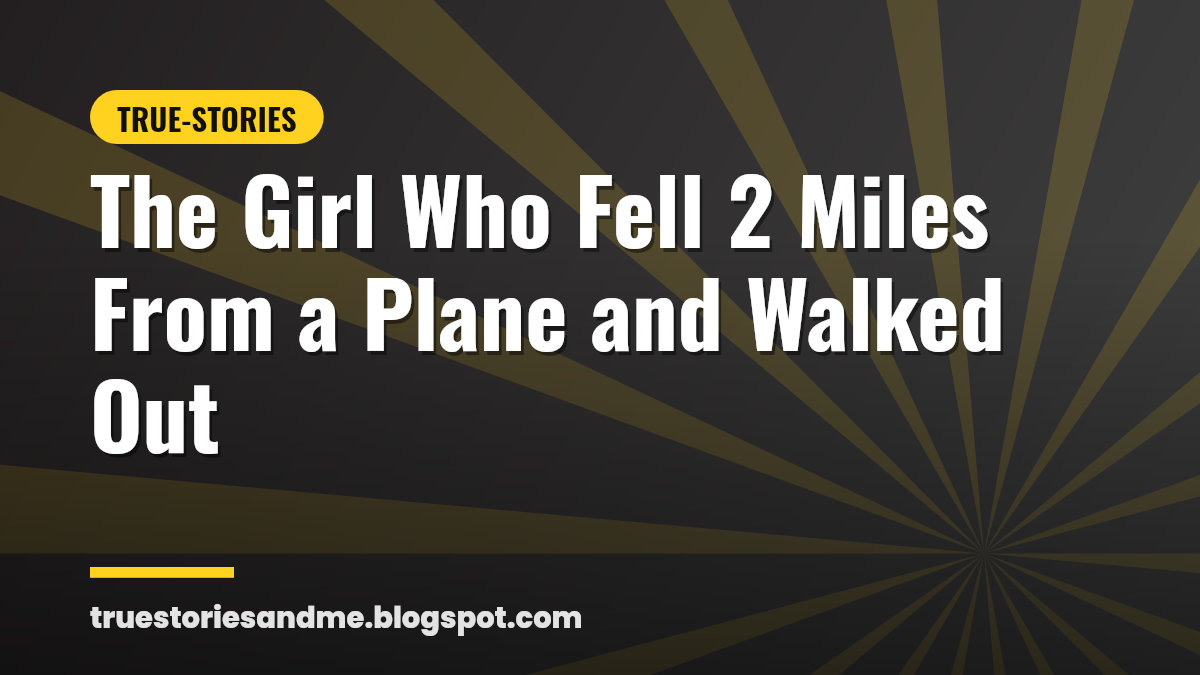 TRUE-STORIES
The Girl Who Fell 2 Miles
From a Plane and Walked
Out
truestoriesandme.blogspot.com